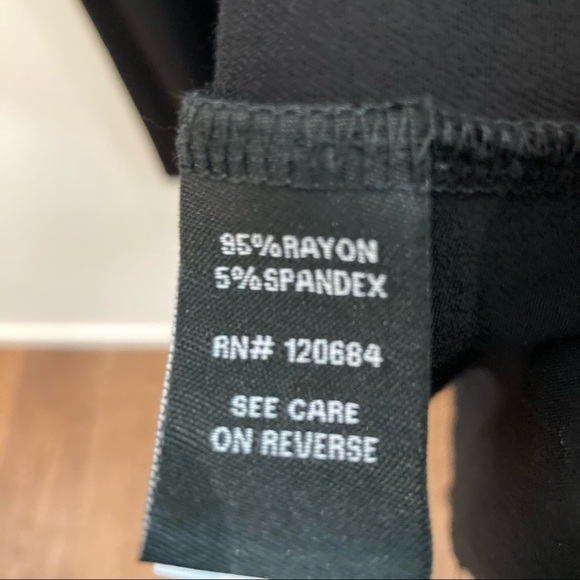 95%RAYON
5%SPANDEX
RN# 120684
SEE CARE
ON REVERSE